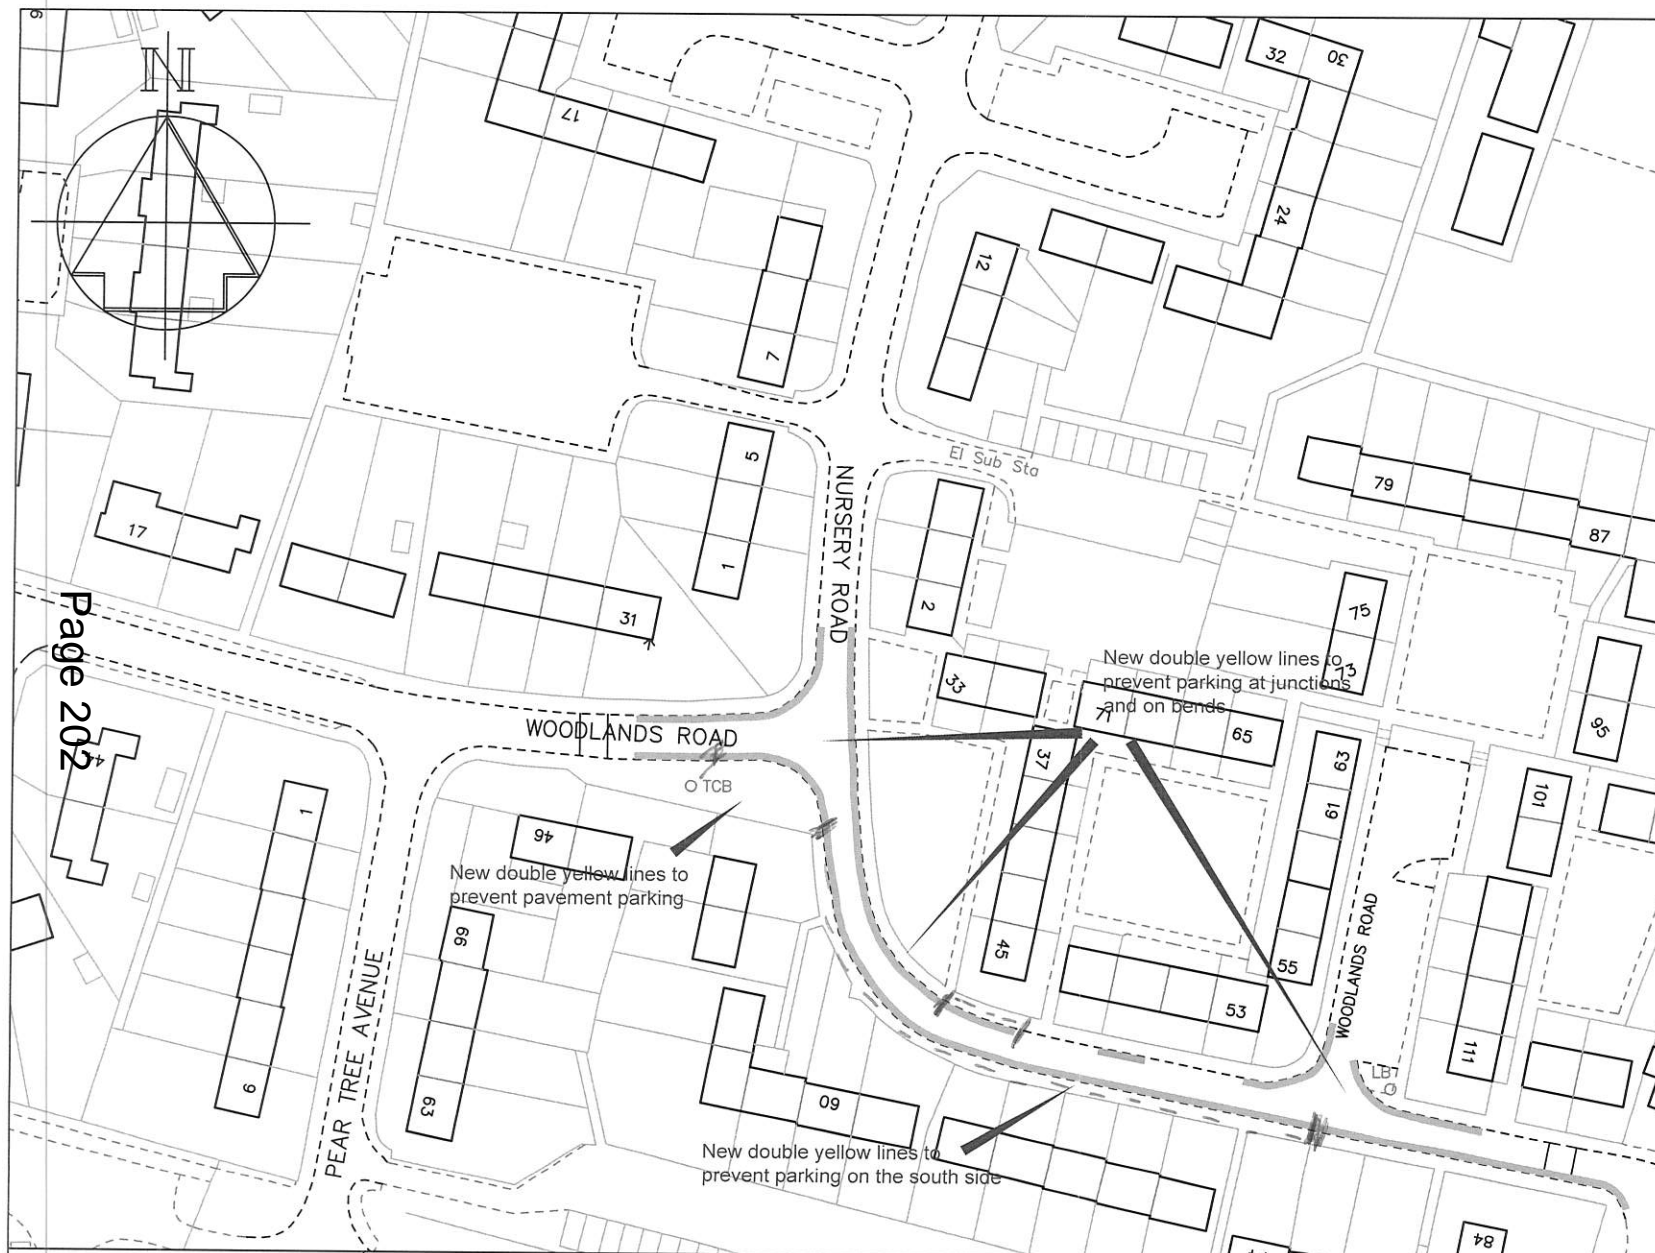 N
17
32
30
24
12
7
El Sub Sta
5
1
79
87
17
31
NURSERY ROAD
2
75
73
New double yellow lines to
prevent parking at junctions
and on bends
33
71
65
37
63
61
95
101
Page 202
WOODLANDS ROAD
TCB
1
46
New double yellow lines to
prevent pavement parking
66
45
55
53
WOODLANDS ROAD
111
LB
9
PEAR TREE AVENUE
63
60
New double yellow lines to
prevent parking on the south side
84